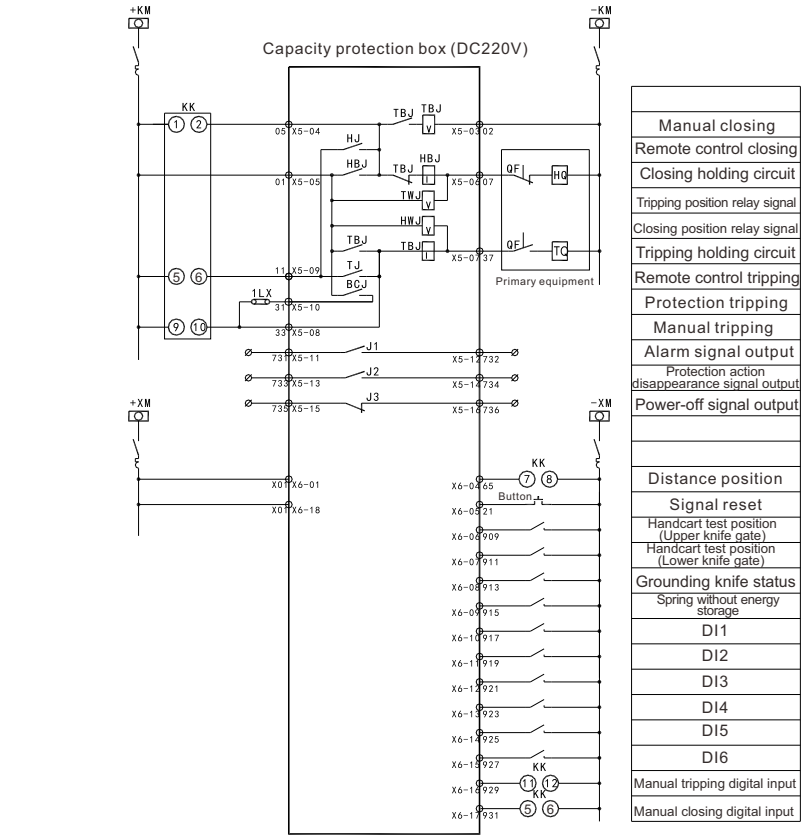 +KM
-KM
Capacity protection box (DC220V)
KK
1 2
05 X5-04
TBJ TBJ
V
X5-03 02
HJ
HBJ
01 X5-05
TBJ
HBJ
I
X5-06 07
QF
HQ
TWJ
V
HWJ
V
TBJ
TBJ
I
X5-07 37
QF
TQ
Primary equipment
5 6
11 X5-09
TJ
BCJ
1LX
31 X5-10
9 10
33 X5-08
731 X5-11
J1
X5-12 732
733 X5-13
J2
X5-14 734
735 X5-15
J3
X5-16 736
+XM
-XM
X01 X6-01
KK
7 8
X6-04 65
X01 X6-18
Button
X6-05 21
X6-06 909
X6-07 911
X6-08 913
X6-09 915
X6-10 917
X6-11 919
X6-12 921
X6-13 923
X6-14 925
X6-15 927
KK
11 12
X6-16 929
KK
5 6
X6-17 931
Manual closing
Remote control closing
Closing holding circuit
Tripping position relay signal
Closing position relay signal
Tripping holding circuit
Remote control tripping
Protection tripping
Manual tripping
Alarm signal output
Protection action
disappearance signal output
Power-off signal output
Distance position
Signal reset
Handcart test position
(Upper knife gate)
Handcart test position
(Lower knife gate)
Grounding knife status
Spring without energy
storage
DI1
DI2
DI3
DI4
DI5
DI6
Manual tripping digital input
Manual closing digital input